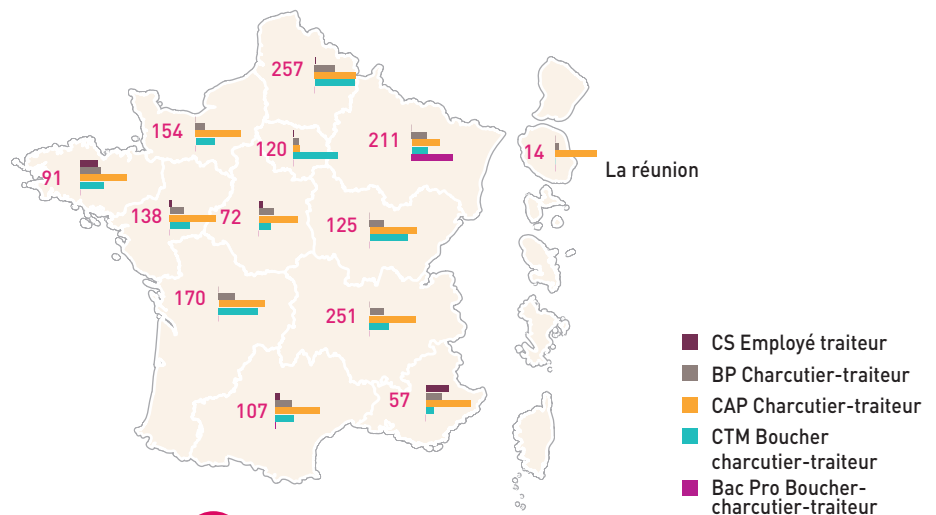 257
154
120
211
14
La réunion
91
138
72
125
170
251
107
57
CS Employé traiteur
BP Charcutier-traiteur
CAP Charcutier-traiteur
CTM Boucher
charcutier-traiteur
Bac Pro Boucher-
charcutier-traiteur